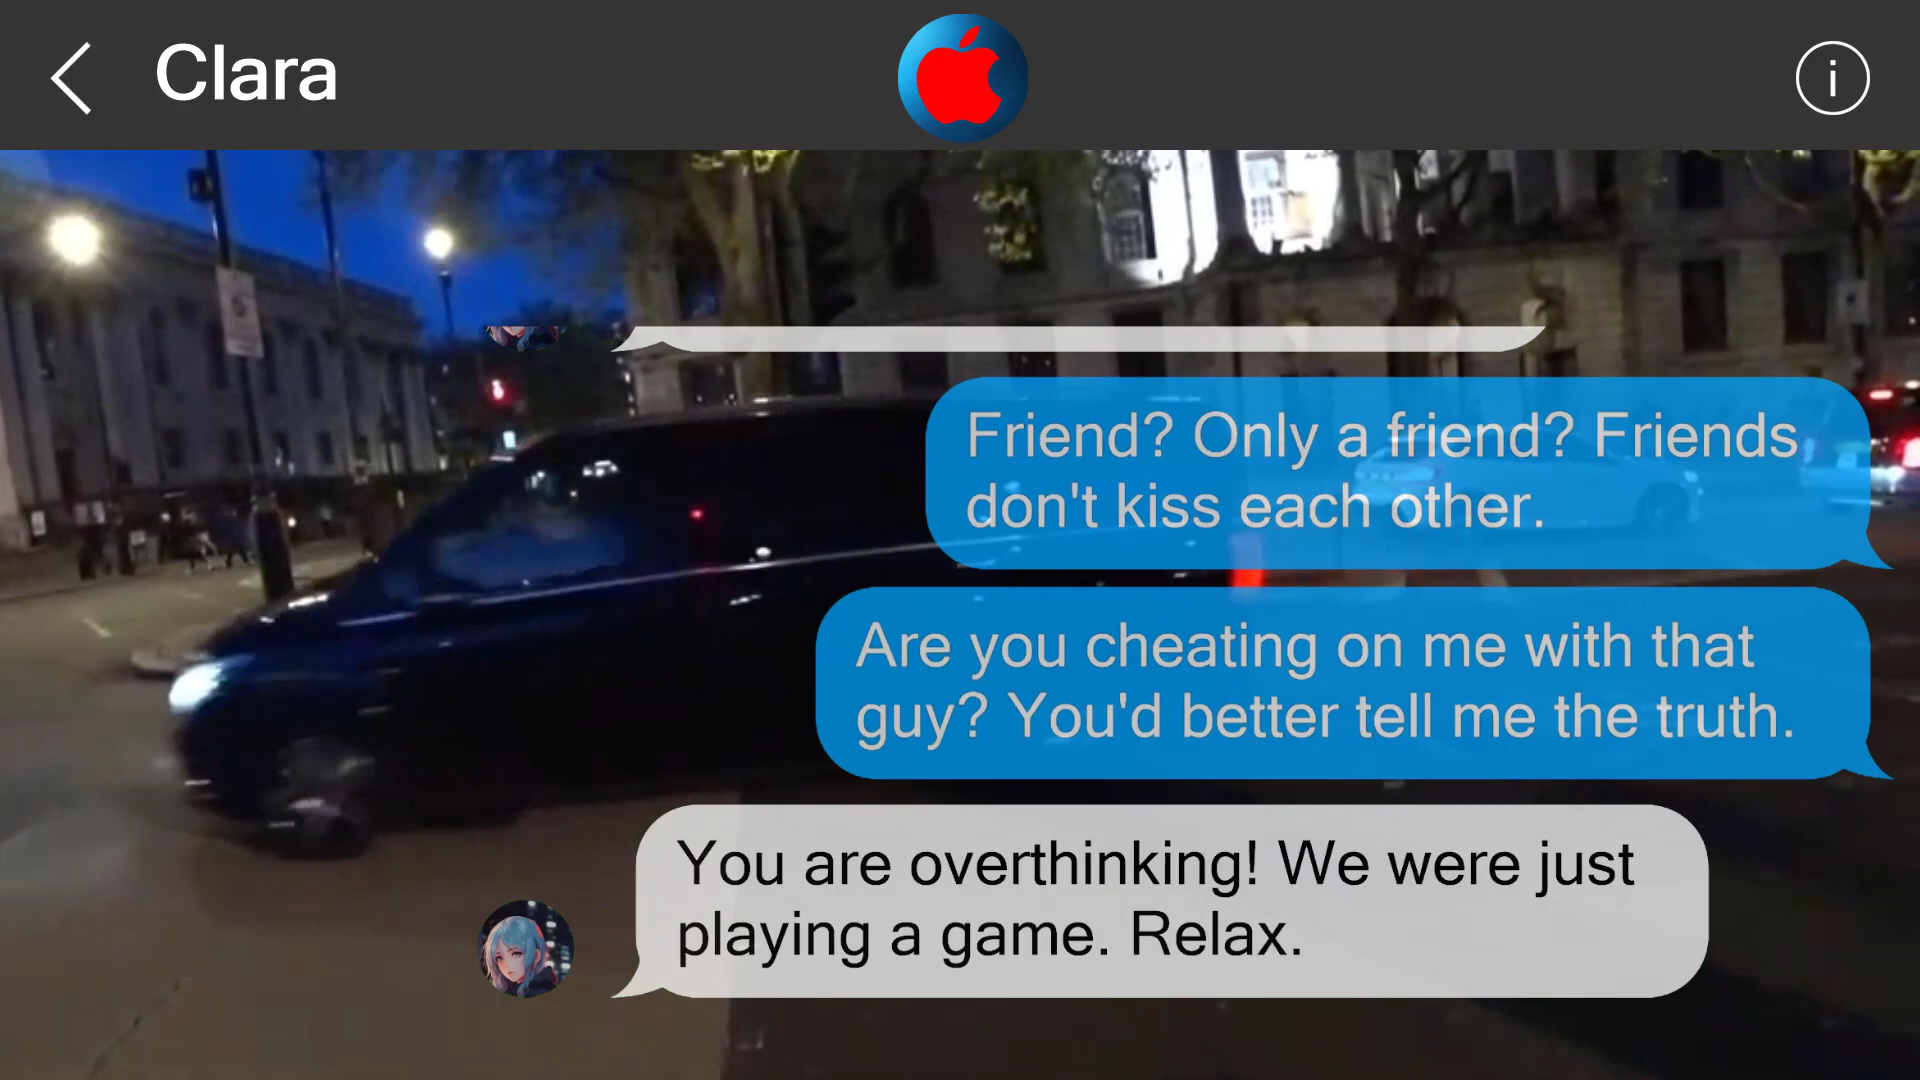 Clara
Friend? Only a friend? Friends
don't kiss each other.
Are you cheating on me with that
guy? You'd better tell me the truth.
You are overthinking! We were just
playing a game. Relax.